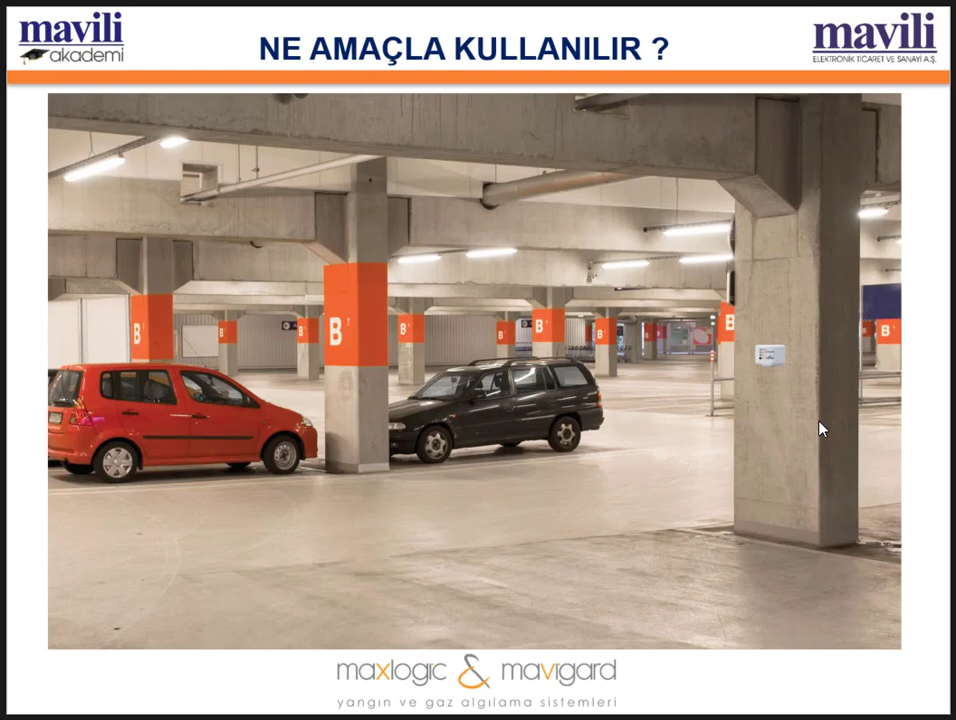 mavili
akademi
NE AMAÇLA KULLANILIR ?
mavili
ELEKTRONİK TİCARET VE SANAYİ A.Ş.
B
B
B
B
B
B
B
B
B
B
maxlogic & mavigard
yangın ve gaz algılama sistemleri